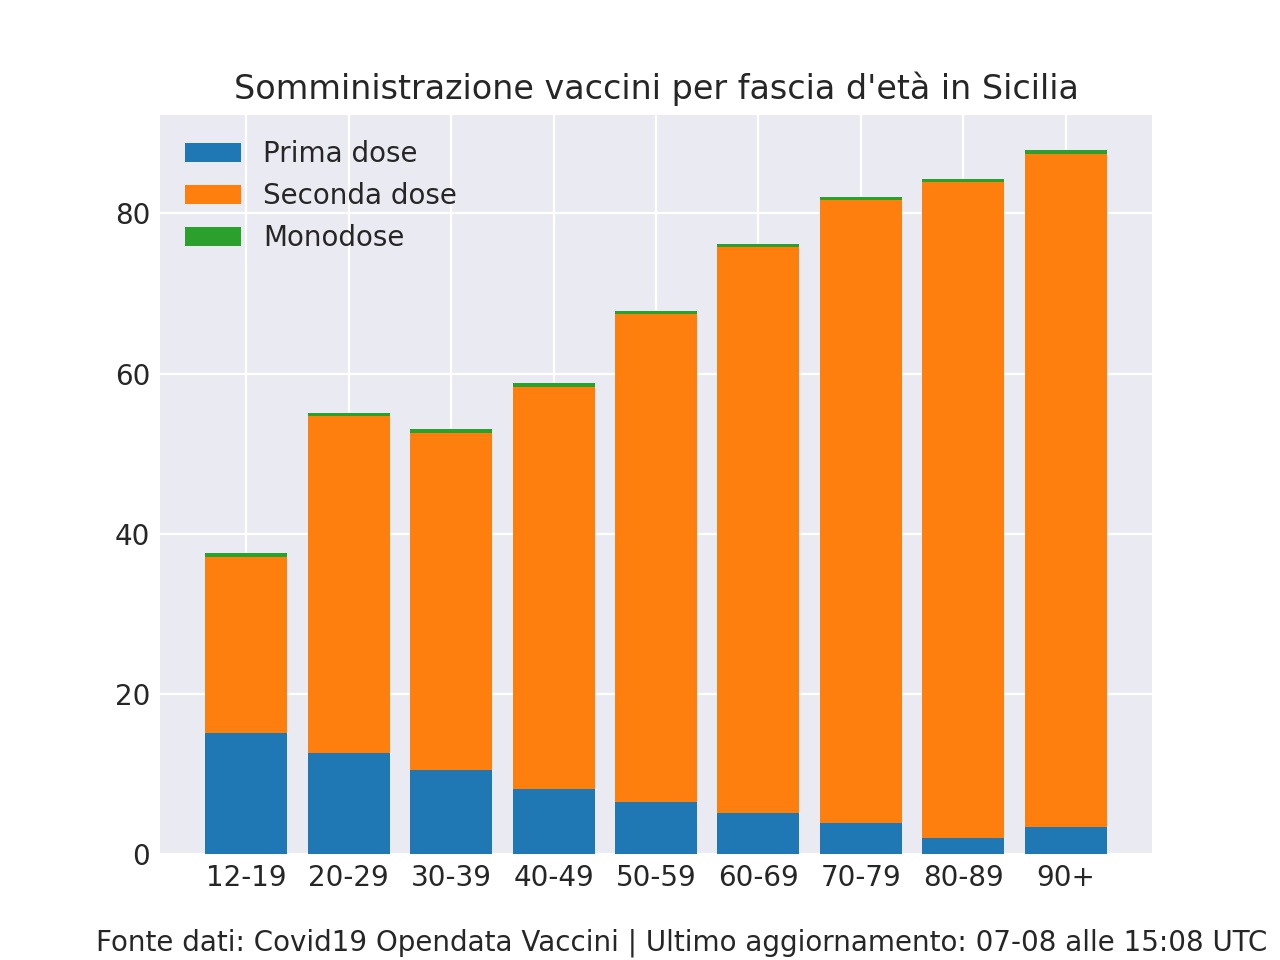 Somministrazione vaccini per fascia d'età in Sicilia
Prima dose
Seconda dose
Monodose
80
60
40
20
0
12-19 20-29 30-39 40-49 50-59 60-69 70-79 80-89 90+
Fonte dati: Covid19 Opendata Vaccini | Ultimo aggiornamento: 07-08 alle 15:08 UTC